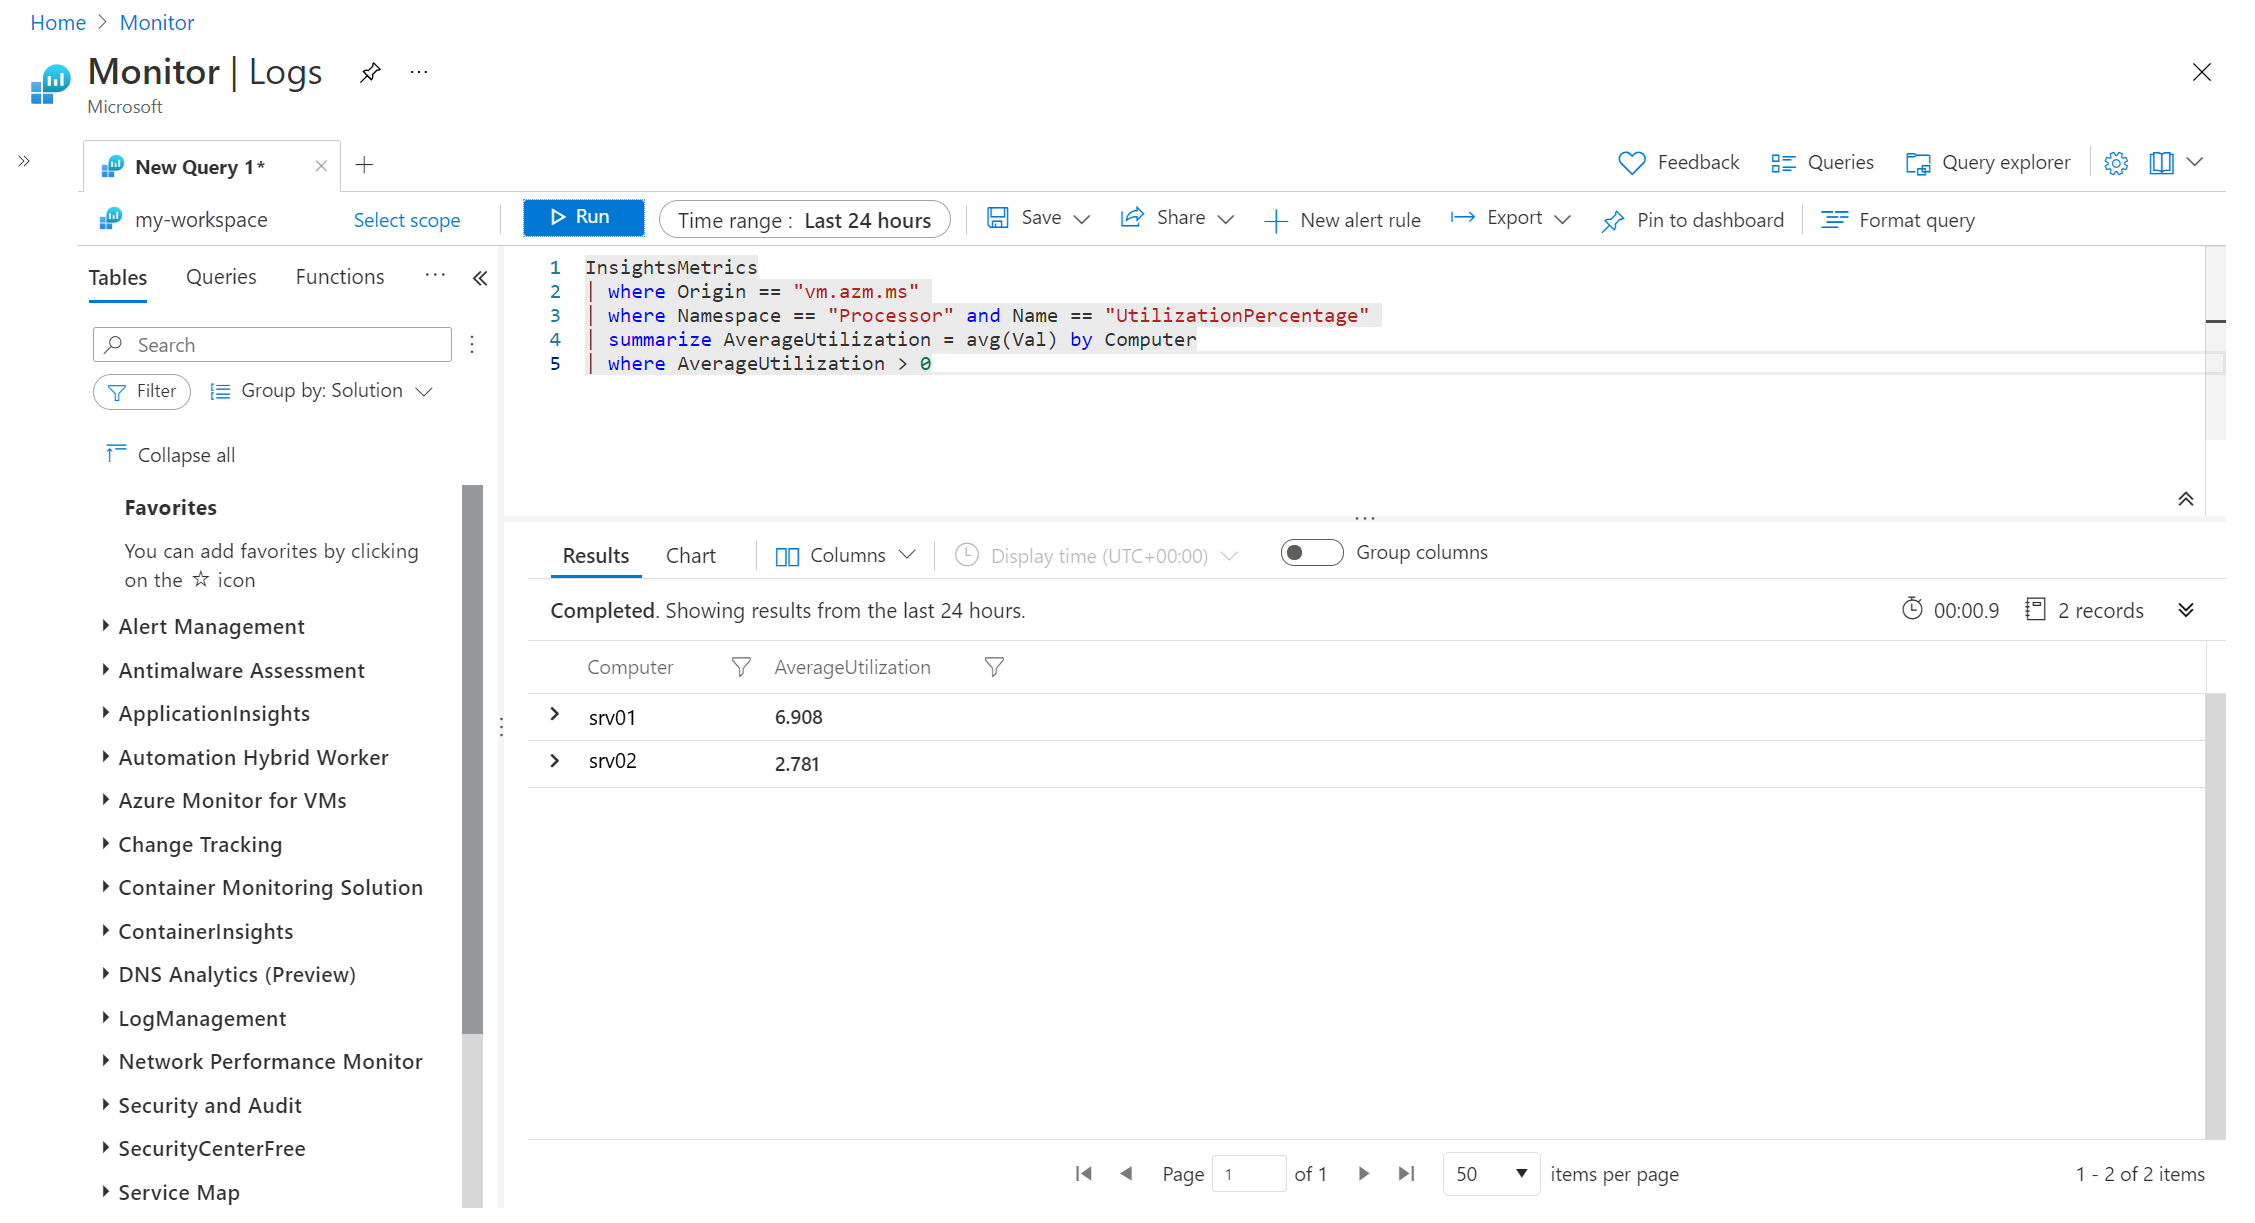 Home > Monitor
Monitor | Logs ...
Microsoft
New Query 1*
Feedback Queries Query explorer
my-workspace Select scope Run Time range : Last 24 hours Save Share New alert rule Export Pin to dashboard Format query
Tables Queries Functions ...
Search
Filter Group by: Solution
Collapse all
Favorites
You can add favorites by clicking
on the ☆ icon
Alert Management
Antimalware Assessment
ApplicationInsights
Automation Hybrid Worker
Azure Monitor for VMs
Change Tracking
Container Monitoring Solution
ContainerInsights
DNS Analytics (Preview)
LogManagement
Network Performance Monitor
Security and Audit
SecurityCenterFree
Service Map
1 InsightsMetrics
2 | where Origin == "vm.azm.ms"
3 | where Namespace == "Processor" and Name == "UtilizationPercentage"
4 | summarize AverageUtilization = avg(Val) by Computer
5 | where AverageUtilization > 0
Results Chart Columns Display time (UTC+00:00) Group columns
Completed. Showing results from the last 24 hours. 00:00.9 2 records
Computer AverageUtilization
srv01 6.908
srv02 2.781
Page 1 of 1 50 items per page 1 - 2 of 2 items